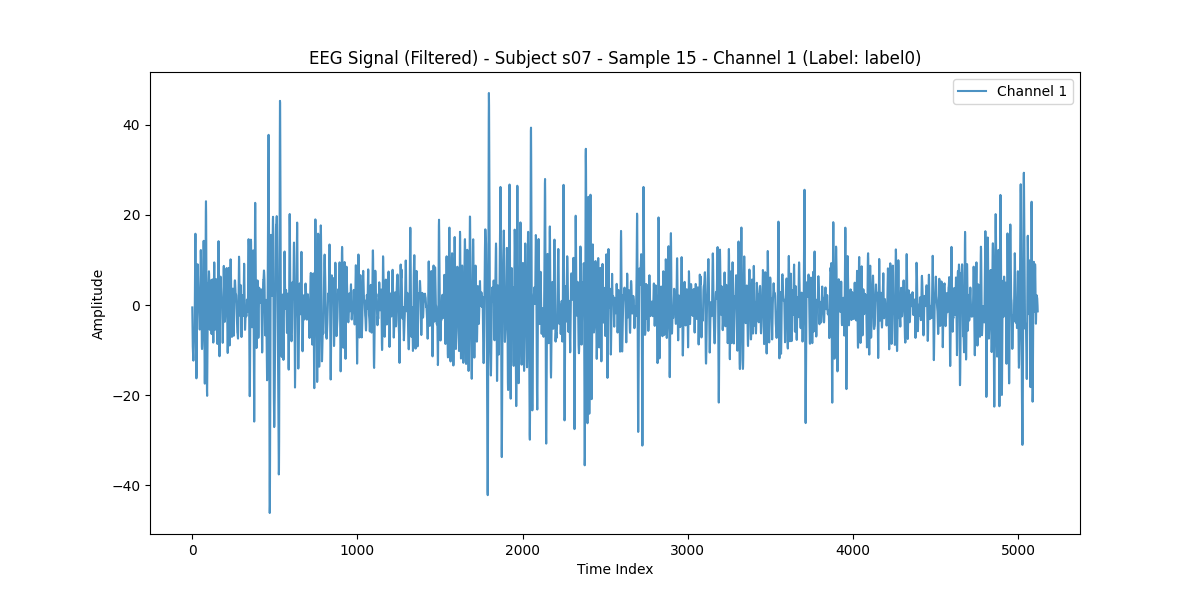 EEG Signal (Filtered) - Subject s07 - Sample 15 - Channel 1 (Label: label0)
Channel 1
40
20
0
−20
−40
Amplitude
0 1000 2000 3000 4000 5000
Time Index